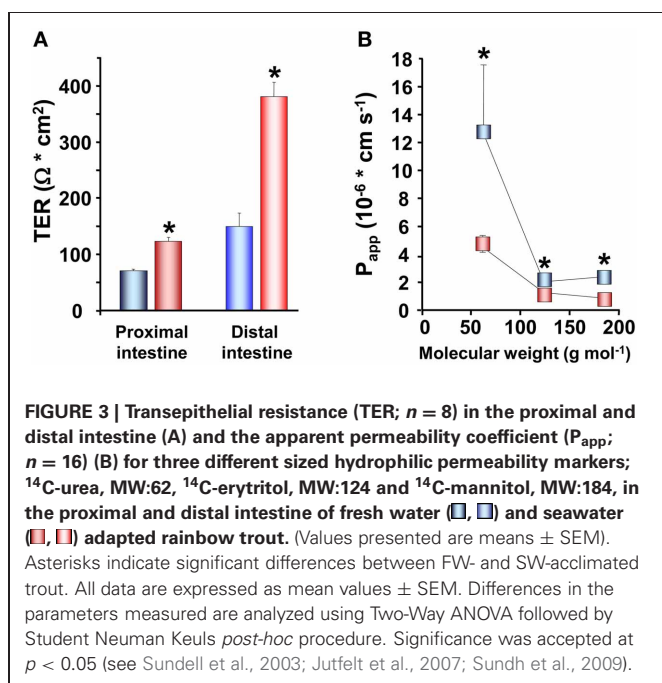 A
TER (Ω * cm2)
400
300
200
100
0
Proximal
intestine
Distal
intestine
*
*
B
Papp (10-6 * cm s-1)
18
16
14
12
10
8
6
4
2
0
0 50 100 150 200
Molecular weight (g mol-1)
*
*
*
FIGURE 3 | Transepithelial resistance (TER; n = 8) in the proximal and
distal intestine (A) and the apparent permeability coefficient (Papp;
n = 16) (B) for three different sized hydrophilic permeability markers;
14C-urea, MW:62, 14C-erytritol, MW:124 and 14C-mannitol, MW:184, in
the proximal and distal intestine of fresh water (■, ■) and seawater
(■, ■) adapted rainbow trout. (Values presented are means ± SEM).
Asterisks indicate significant differences between FW- and SW-acclimated
trout. All data are expressed as mean values ± SEM. Differences in the
parameters measured are analyzed using Two-Way ANOVA followed by
Student Neuman Keuls post-hoc procedure. Significance was accepted at
p < 0.05 (see Sundell et al., 2003; Jutfelt et al., 2007; Sundh et al., 2009).